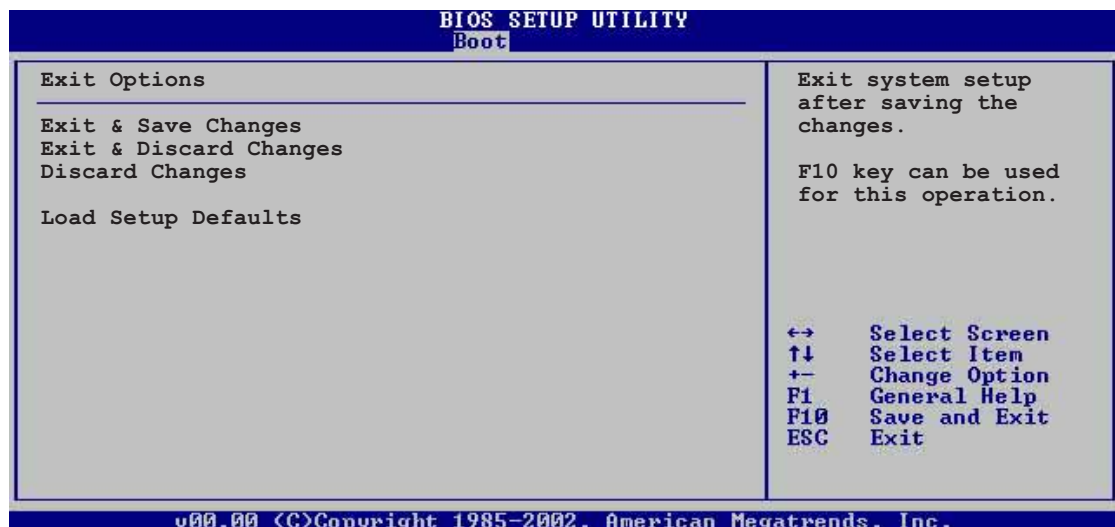 BIOS SETUP UTILITY
Boot
Exit Options
Exit & Save Changes
Exit & Discard Changes
Discard Changes
Load Setup Defaults
Exit system setup
after saving the
changes.
F10 key can be used
for this operation.
←→ Select Screen
↑↓ Select Item
+- Change Option
F1 General Help
F10 Save and Exit
ESC Exit
v00.00 (C)Copyright 1985-2002, American Megatrends, Inc.